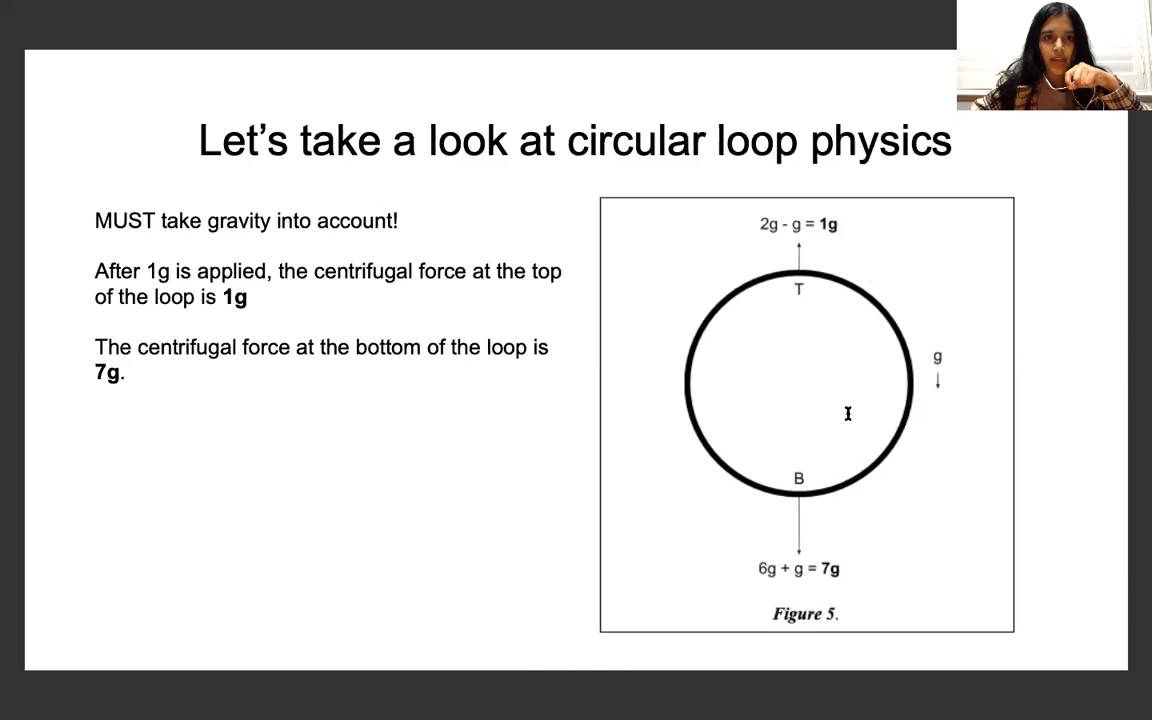 Let’s take a look at circular loop physics
MUST take gravity into account!
After 1g is applied, the centrifugal force at the top
of the loop is 1g
The centrifugal force at the bottom of the loop is
7g.
2g - g = 1g
T
g
B
6g + g = 7g
Figure 5.